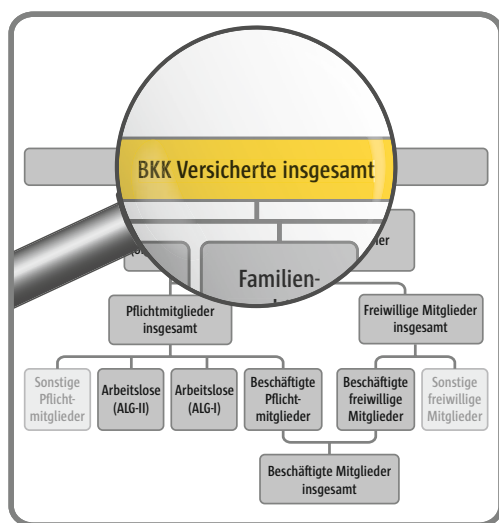 BKK Versicherte insgesamt
Familien-
Pflichtmitglieder
insgesamt
Freiwillige Mitglieder
insgesamt
Sonstige
Pflicht-
mitglieder
Arbeitslose
(ALG-II)
Arbeitslose
(ALG-I)
Beschäftigte
Pflicht-
mitglieder
Beschäftigte
freiwillige
Mitglieder
Sonstige
freiwillige
Mitglieder
Beschäftigte Mitglieder
insgesamt